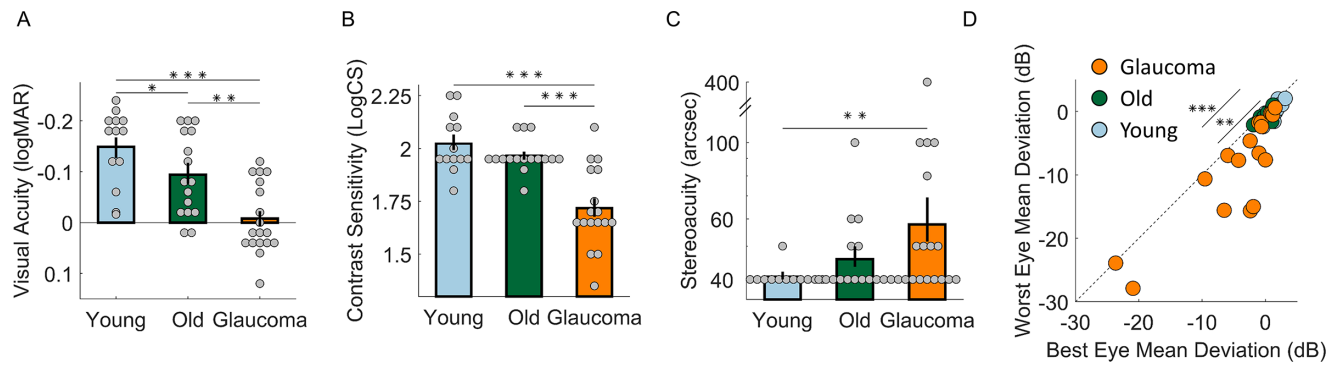 A
Visual Acuity (logMAR)
-0.2
-0.1
0
0.1
***
*
**
Young Old Glaucoma
B
Contrast Sensitivity (LogCS)
2.25
2
1.75
1.5
***
***
Young Old Glaucoma
C
Stereoacuity (arcsec)
400
100
60
40
**
Young Old Glaucoma
D
Worst Eye Mean Deviation (dB)
Glaucoma
Old
Young
***
**
0
-10
-20
-30
-30 -20 -10 0
Best Eye Mean Deviation (dB)